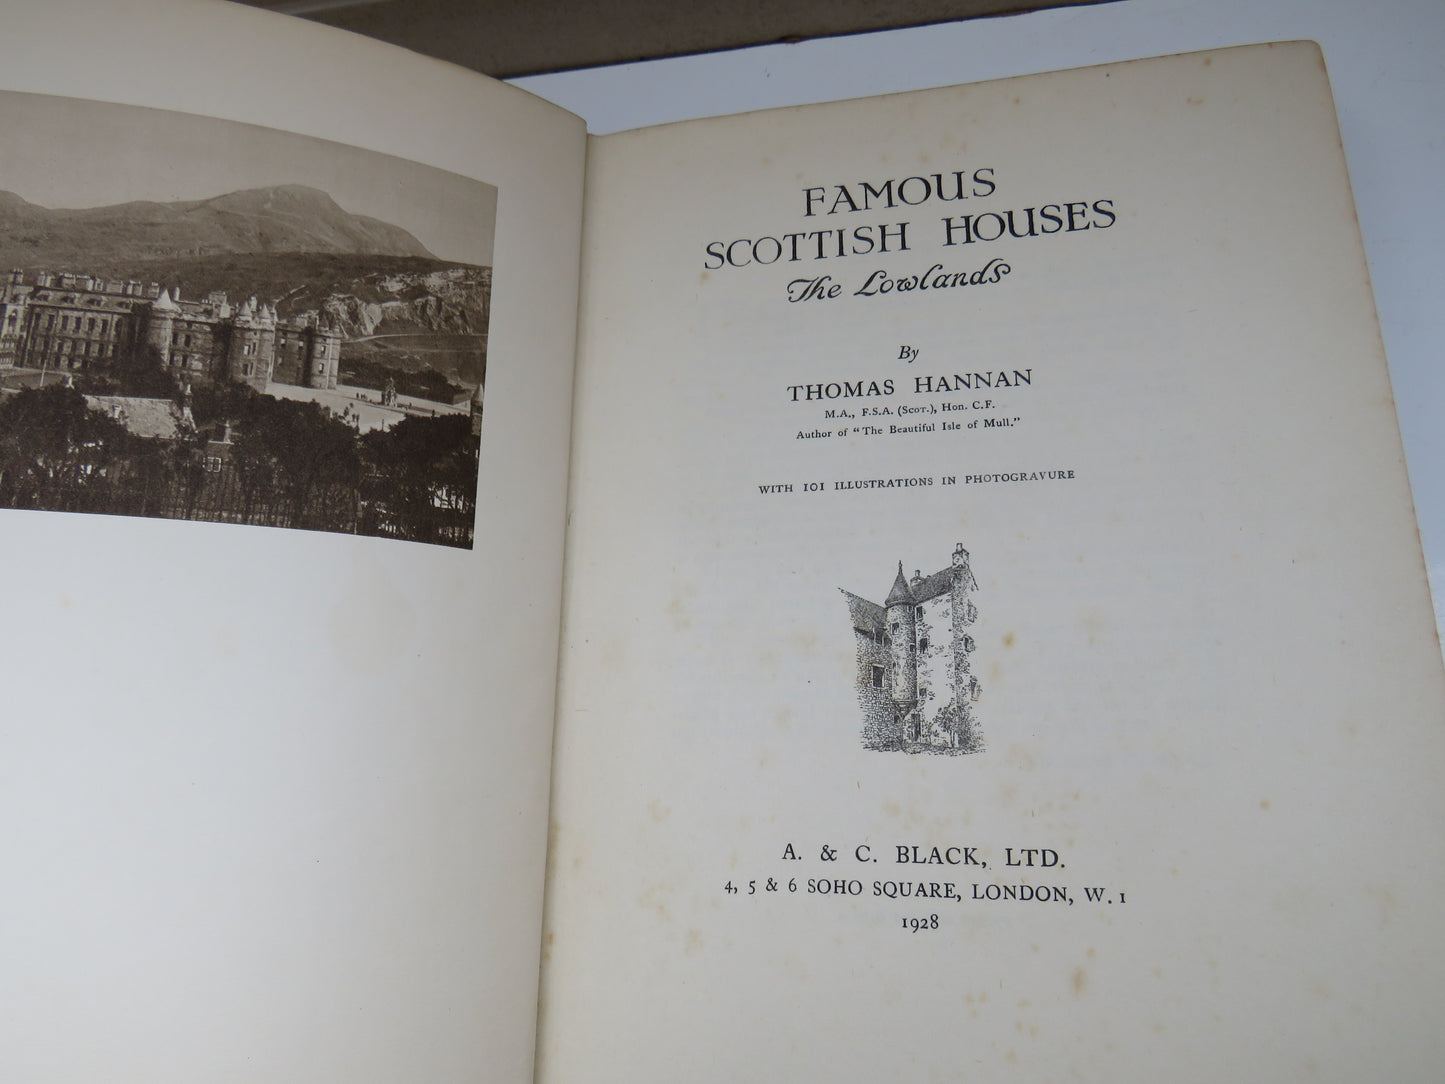 FAMOUS
SCOTTISH HOUSES
The Lowlands
By
THOMAS HANNAN
M.A., F.S.A. (Scot.), Hon. C.F.
Author of "The Beautiful Isle of Mull."
WITH 101 ILLUSTRATIONS IN PHOTOGRAVURE
A. & C. BLACK, LTD.
4, 5 & 6 SOHO SQUARE, LONDON, W. 1
1928